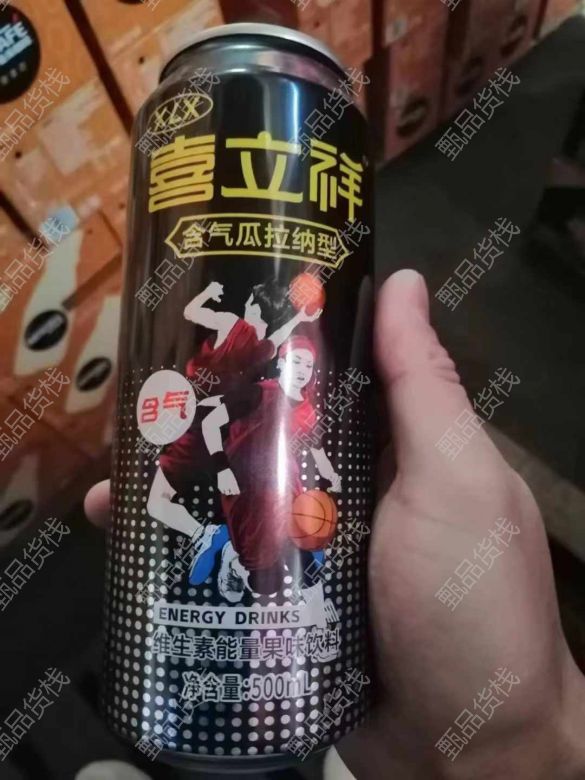 XLX
喜立祥
含气瓜拉纳型
含气
ENERGY DRINKS
维生素能量果味饮料
净含量:500mL
甄品货栈